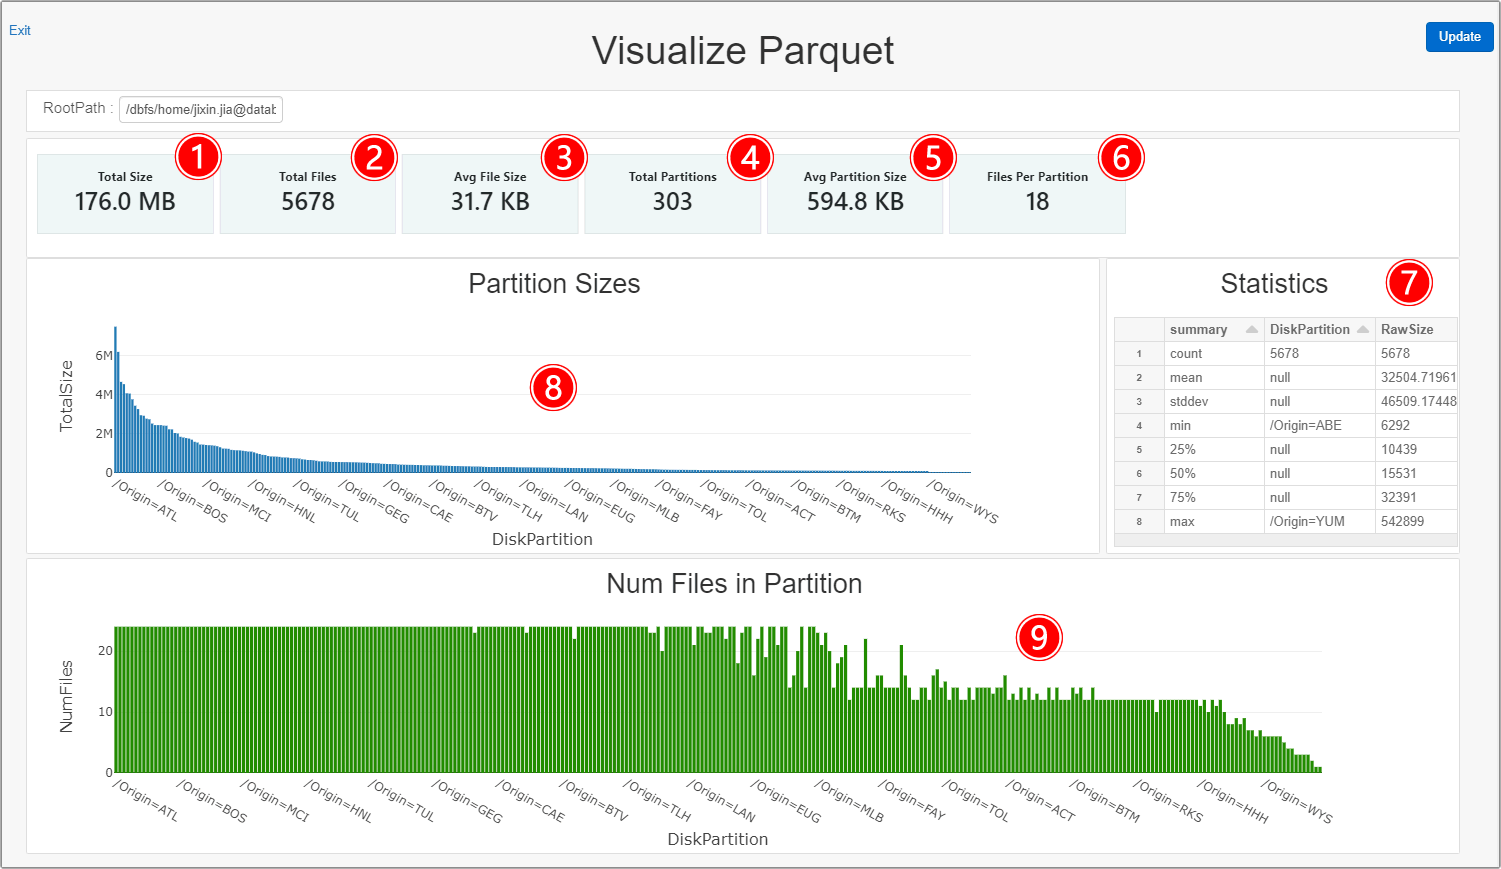 Exit
Update
Visualize Parquet
RootPath :
/dbfs/home/jixin.jia@datab
1
2
3
4
5
6
Total Size
176.0 MB
Total Files
5678
Avg File Size
31.7 KB
Total Partitions
303
Avg Partition Size
594.8 KB
Files Per Partition
18
Partition Sizes
8
TotalSize
6M
4M
2M
0
/Origin=ATL
/Origin=BOS
/Origin=MCI
/Origin=HNL
/Origin=TUL
/Origin=GEG
/Origin=CAE
/Origin=BTV
/Origin=TLH
/Origin=LAN
/Origin=EUG
/Origin=MLB
/Origin=FAY
/Origin=TOL
/Origin=ACT
/Origin=BTM
/Origin=RKS
/Origin=HHH
/Origin=WYS
DiskPartition
Statistics
7
summary DiskPartition RawSize
1 count 5678 5678
2 mean null 32504.71961
3 stddev null 46509.17448
4 min /Origin=ABE 6292
5 25% null 10439
6 50% null 15531
7 75% null 32391
8 max /Origin=YUM 542899
Num Files in Partition
9
NumFiles
20
10
0
/Origin=ATL
/Origin=BOS
/Origin=MCI
/Origin=HNL
/Origin=TUL
/Origin=GEG
/Origin=CAE
/Origin=BTV
/Origin=TLH
/Origin=LAN
/Origin=EUG
/Origin=MLB
/Origin=FAY
/Origin=TOL
/Origin=ACT
/Origin=BTM
/Origin=RKS
/Origin=HHH
/Origin=WYS
DiskPartition